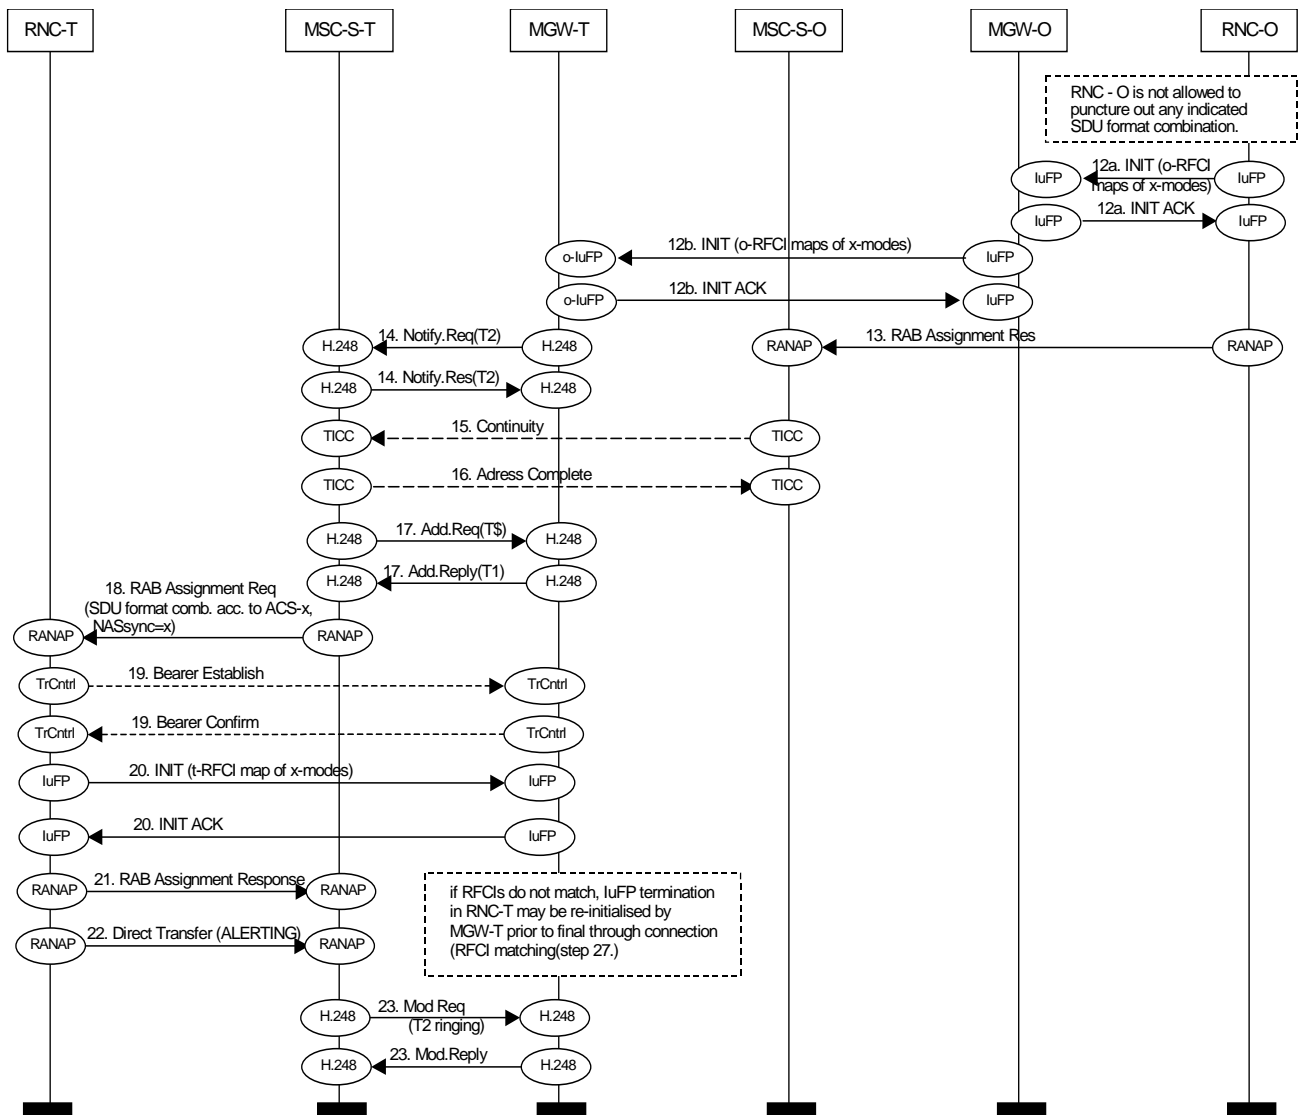 RNC-T
MSC-S-T
MGW-T
MSC-S-O
MGW-O
RNC-O
RNC - O is not allowed to
puncture out any indicated
SDU format combination.
IuFP
12a. INIT (o-RFCI
maps of x-modes)
IuFP
IuFP
12a. INIT ACK
IuFP
o-IuFP
12b. INIT (o-RFCI maps of x-modes)
IuFP
o-IuFP
12b. INIT ACK
IuFP
H.248
14. Notify.Req(T2)
H.248
RANAP
13. RAB Assignment Res
RANAP
H.248
14. Notify.Res(T2)
H.248
TICC
15. Continuity
TICC
TICC
16. Adress Complete
TICC
H.248
17. Add.Req(T$)
H.248
H.248
17. Add.Reply(T1)
H.248
18. RAB Assignment Req
(SDU format comb. acc. to ACS-x,
NASsync=x)
RANAP
RANAP
TrCntrl
19. Bearer Establish
TrCntrl
TrCntrl
19. Bearer Confirm
TrCntrl
IuFP
20. INIT (t-RFCI map of x-modes)
IuFP
IuFP
20. INIT ACK
IuFP
RANAP
21. RAB Assignment Response
RANAP
if RFCIs do not match, IuFP termination
in RNC-T may be re-initialised by
MGW-T prior to final through connection
(RFCI matching(step 27.)
RANAP
22. Direct Transfer (ALERTING)
RANAP
H.248
23. Mod Req
(T2 ringing)
H.248
H.248
23. Mod.Reply
H.248